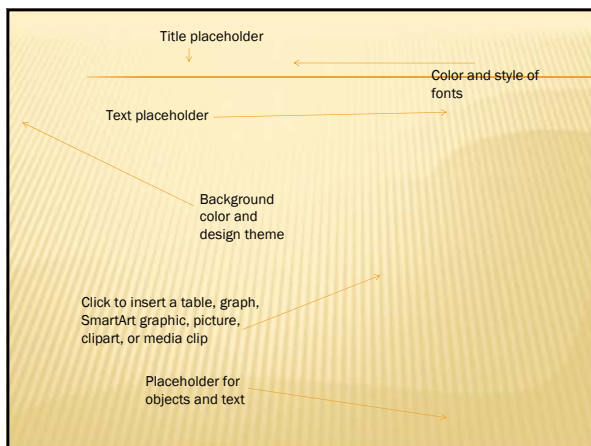 Title placeholder
Color and style of
fonts
Text placeholder
Background
color and
design theme
Click to insert a table, graph,
SmartArt graphic, picture,
clipart, or media clip
Placeholder for
objects and text